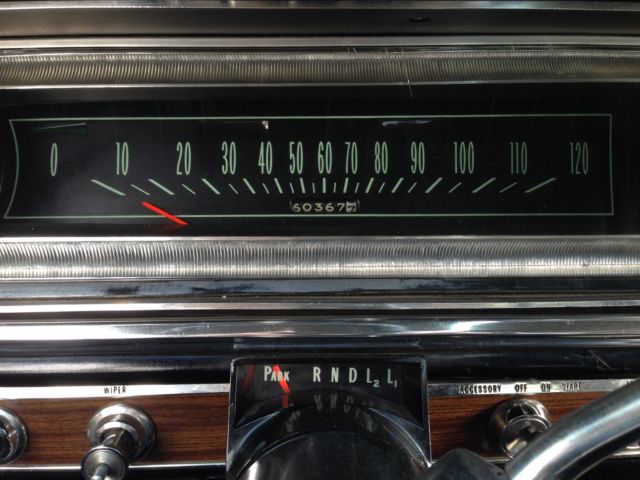 0 10 20 30 40 50 60 70 80 90 100 110 120
60367
PARK R N D L2 L1
WIPER
ACCESSORY OFF ON START